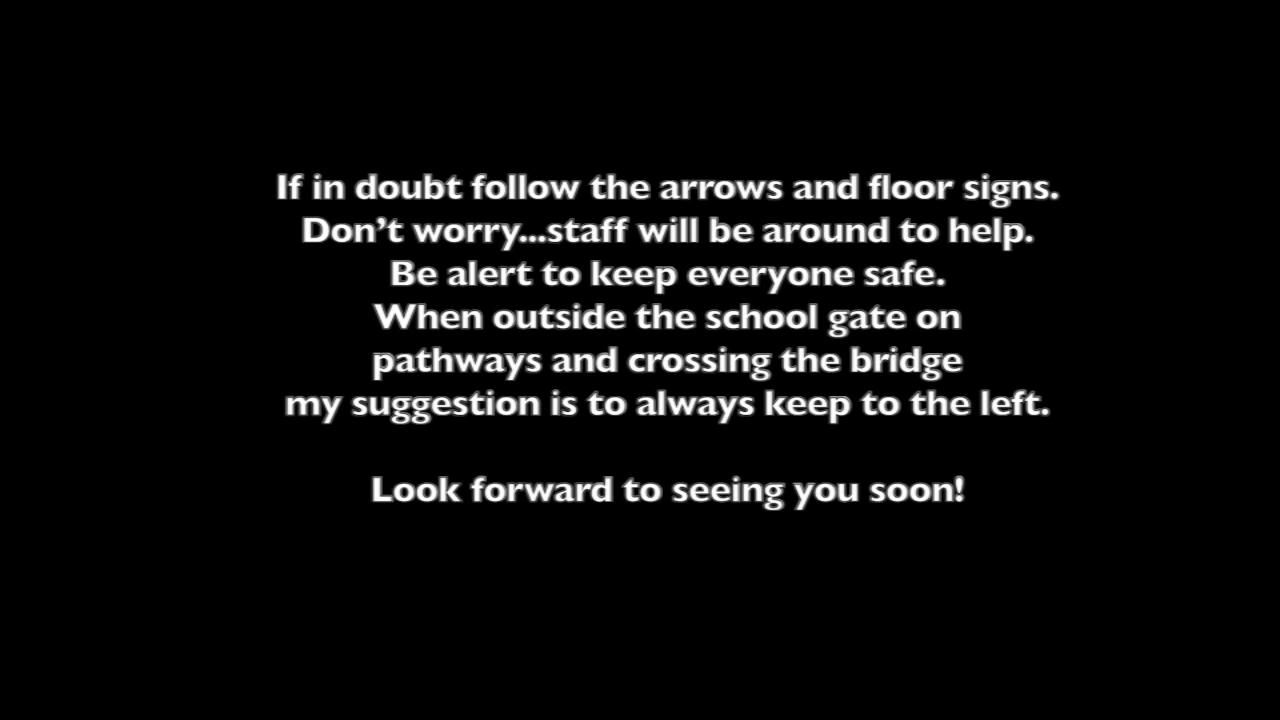 If in doubt follow the arrows and floor signs.
Don’t worry...staff will be around to help.
Be alert to keep everyone safe.
When outside the school gate on
pathways and crossing the bridge
my suggestion is to always keep to the left.
Look forward to seeing you soon!